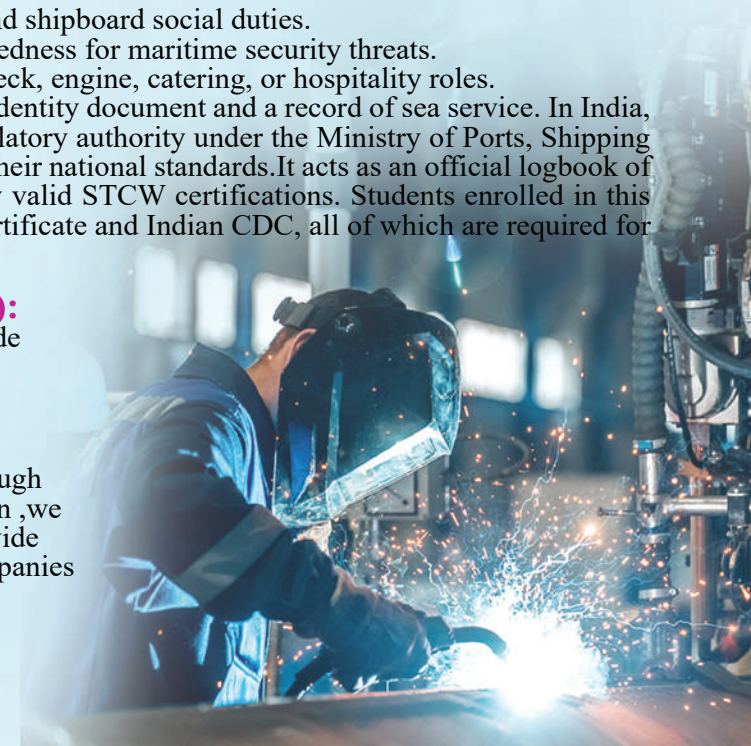 nd shipboard social duties.
edness for maritime security threats.
eck, engine, catering, or hospitality roles.
dentity document and a record of sea service. In India,
latory authority under the Ministry of Ports, Shipping
heir national standards.It acts as an official logbook of
y valid STCW certifications. Students enrolled in this
rtificate and Indian CDC, all of which are required for
):
de
ugh
n ,we
vide
panies